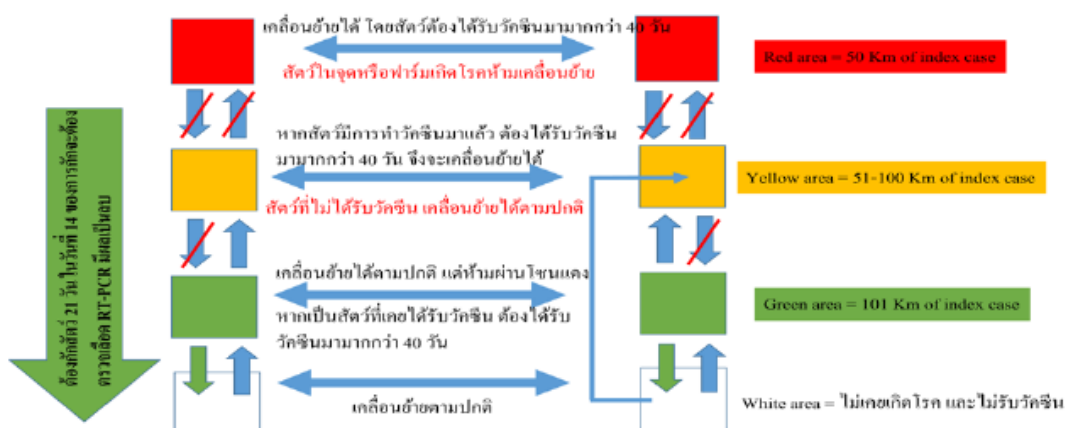 เคลื่อนย้ายได้ โดยสัตว์ต้องได้รับวัคซีนมามากกว่า 40 วัน
สัตว์ในจุดหรือฟาร์มเกิดโรคห้ามเคลื่อนย้าย
Red area = 50 Km of index case
หากสัตว์มีการทำวัคซีนมาแล้ว ต้องได้รับวัคซีน
มามากกว่า 40 วัน จึงจะเคลื่อนย้ายได้
สัตว์ที่ไม่ได้รับวัคซีน เคลื่อนย้ายได้ตามปกติ
Yellow area = 51-100 Km of index case
ต้องกักสัตว์ 21 วัน ในวันที่ 14 ของการกักจะต้อง
ตรวจเลือด RT-PCR มีผลเป็นลบ
เคลื่อนย้ายได้ตามปกติ แต่ห้ามผ่านโซนแดง
หากเป็นสัตว์ที่เคยได้รับวัคซีน ต้องได้รับ
วัคซีนมามากกว่า 40 วัน
Green area = 101 Km of index case
เคลื่อนย้ายตามปกติ
White area = ไม่เคยเกิดโรค และไม่รับวัคซีน